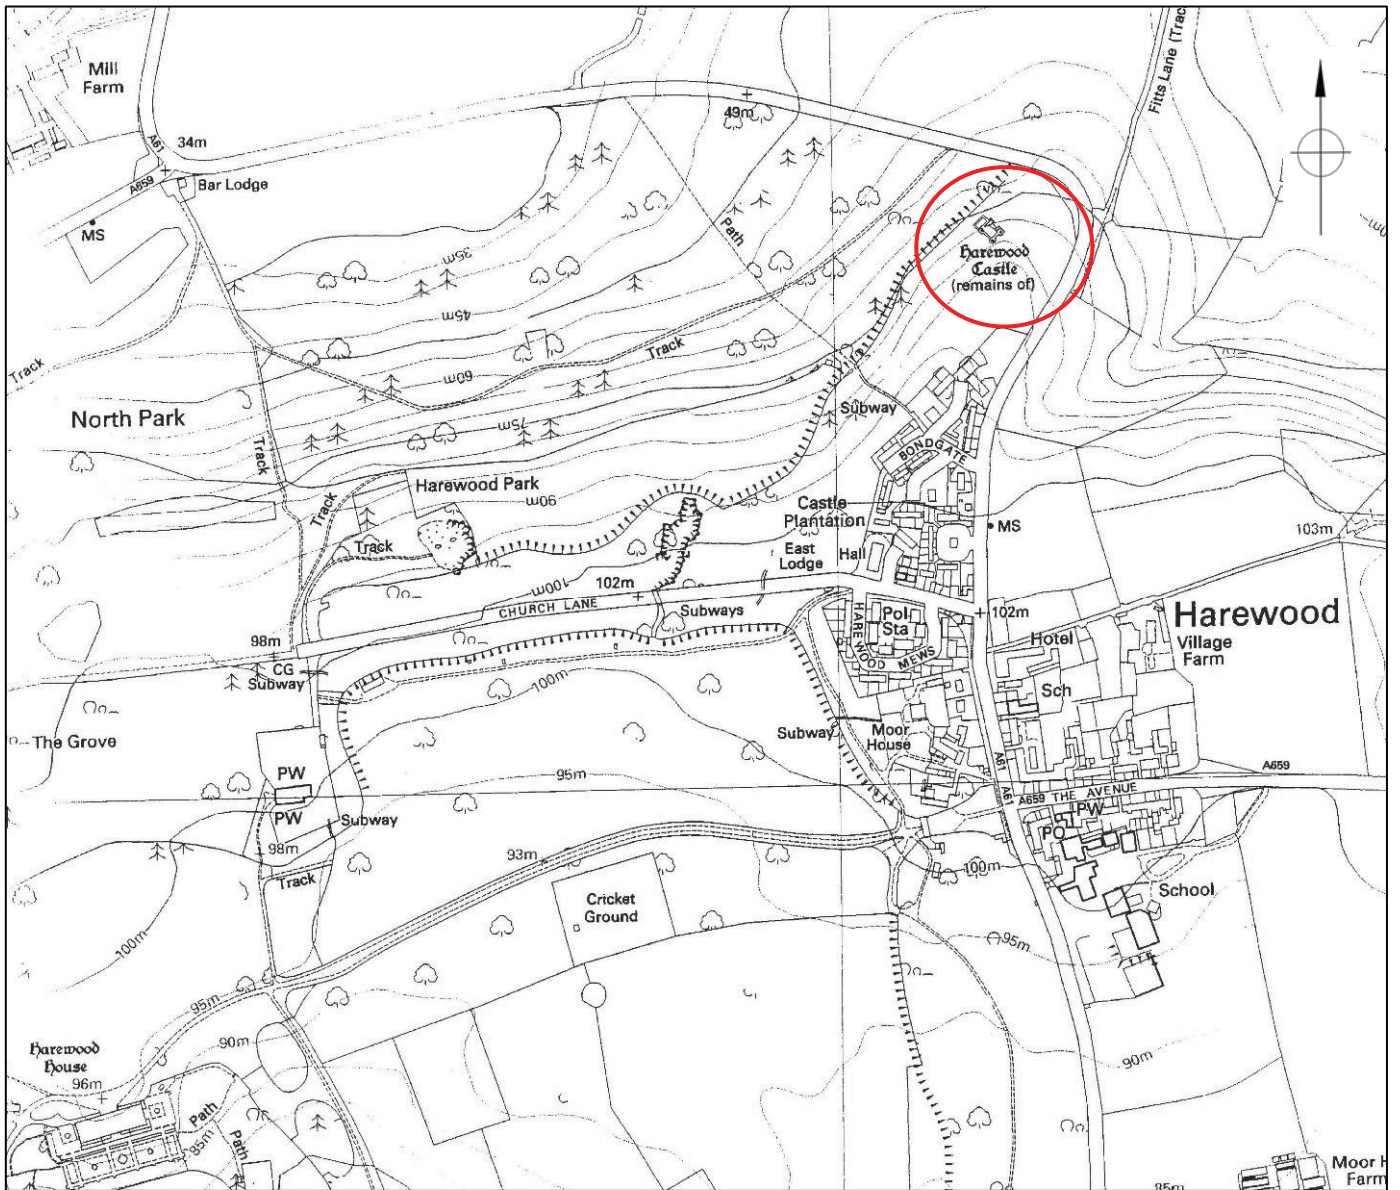 Mill
Farm
A61
34m
A659
Bar Lodge
MS
49m
Fitts Lane (Trac
Path
Harewood
Castle
(remains of)
35m
45m
Track
60m
Track
North Park
75m
Subway
BONDGATE
Track
Harewood Park
90m
Track
Castle
Plantation
MS
103m
Track
East
Lodge
Hall
100m
102m
CHURCH LANE
Subways
Pol
Sta
102m
HAREWOOD MEWS
Harewood
Hotel
Village
Farm
98m
CG
Subway
100m
Sch
The Grove
Subway
Moor
House
PW
95m
A61
A659
A61
A659 THE AVENUE
PW
PW
Subway
PO
98m
93m
100m
Track
School
Cricket
Ground
100m
95m
95m
Harewood
House
90m
90m
96m
Path
85m
Path
Moor H
Farm
85m